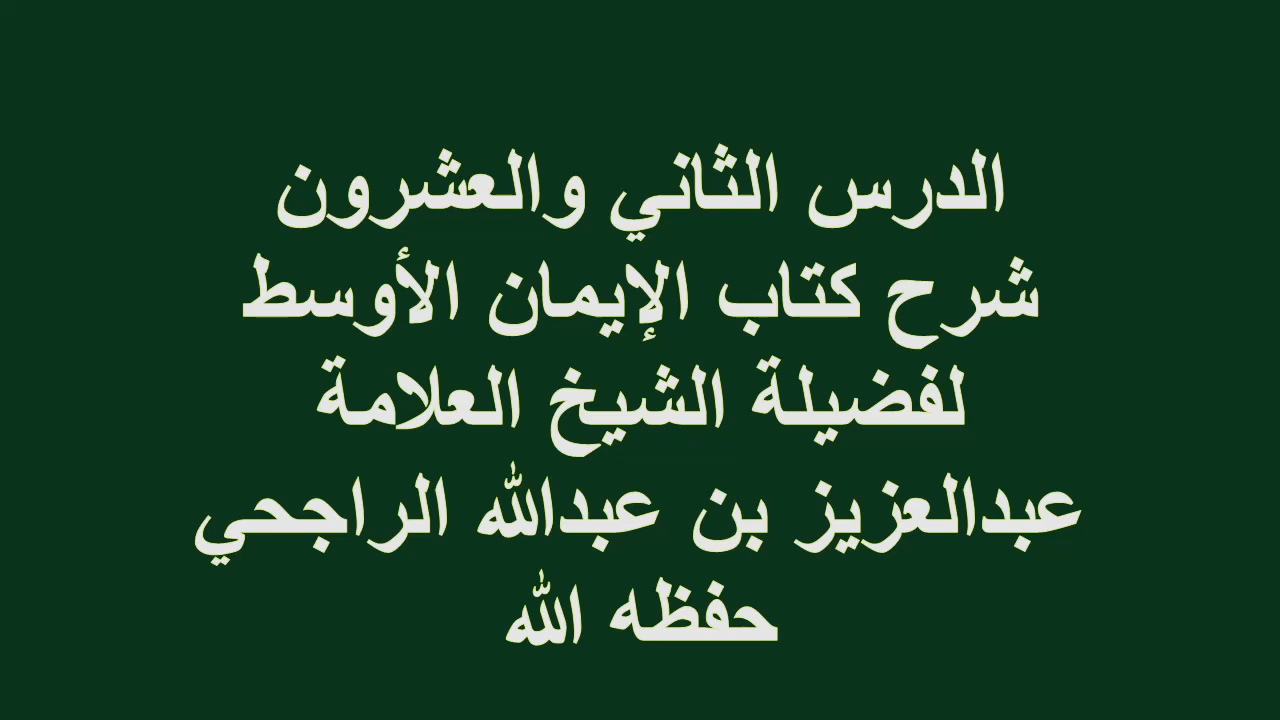 الدرس الثاني والعشرون
شرح كتاب الإيمان الأوسط
لفضيلة الشيخ العلامة
عبدالعزيز بن عبدالله الراجحي
حفظه الله